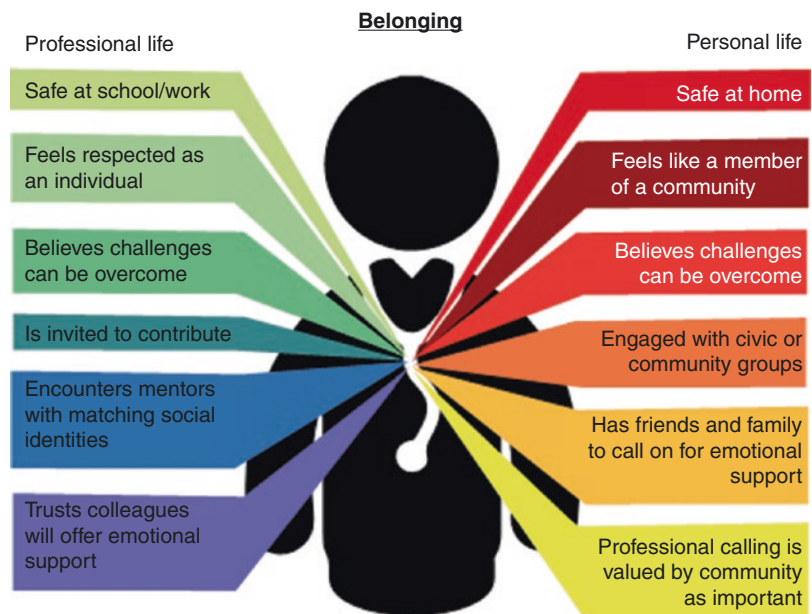 Belonging
Professional life
Safe at school/work
Feels respected as
an individual
Believes challenges
can be overcome
Is invited to contribute
Encounters mentors
with matching social
identities
Trusts colleagues
will offer emotional
support
Personal life
Safe at home
Feels like a member
of a community
Believes challenges
can be overcome
Engaged with civic or
community groups
Has friends and family
to call on for emotional
support
Professional calling is
valued by community
as important